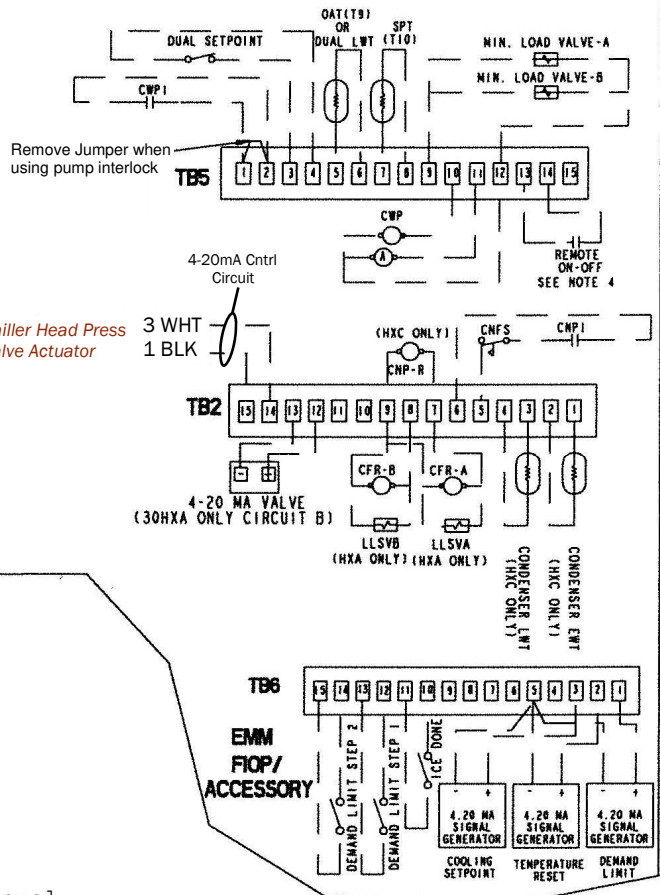 OAT(T9)
OR
DUAL LWT
SPT
(T10)
DUAL SETPOINT
MIN. LOAD VALVE-A
MIN. LOAD VALVE-B
CWP1
Remove Jumper when
using pump interlock
TB5
1 2 3 4 5 6 7 8 9 10 11 12 13 14 15
CWP
A
REMOTE
ON-OFF
SEE NOTE 4
4-20mA Cntrl
Circuit
iller Head Press
lve Actuator
3 WHT
1 BLK
(HXC ONLY)
CNP-R
CNFS
CNP1
TB2
15 14 13 12 11 10 9 8 7 6 5 4 3 2 1
- +
4-20 MA VALVE
(30HXA ONLY CIRCUIT B)
CFR-B
CFR-A
LLSVB
(HXA ONLY)
LLSVA
(HXA ONLY)
CONDENSER LWT
(HXC ONLY)
CONDENSER EWT
(HXC ONLY)
TB6
15 14 13 12 11 10 9 8 7 6 5 4 3 2 1
EMM
FIOP/
ACCESSORY
DEMAND LIMIT STEP 2
DEMAND LIMIT STEP 1
ICE DONE
- +
4.20 MA
SIGNAL
GENERATOR
COOLING
SETPOINT
- +
4.20 MA
SIGNAL
GENERATOR
TEMPERATURE
RESET
- +
4.20 MA
SIGNAL
GENERATOR
DEMAND
LIMIT